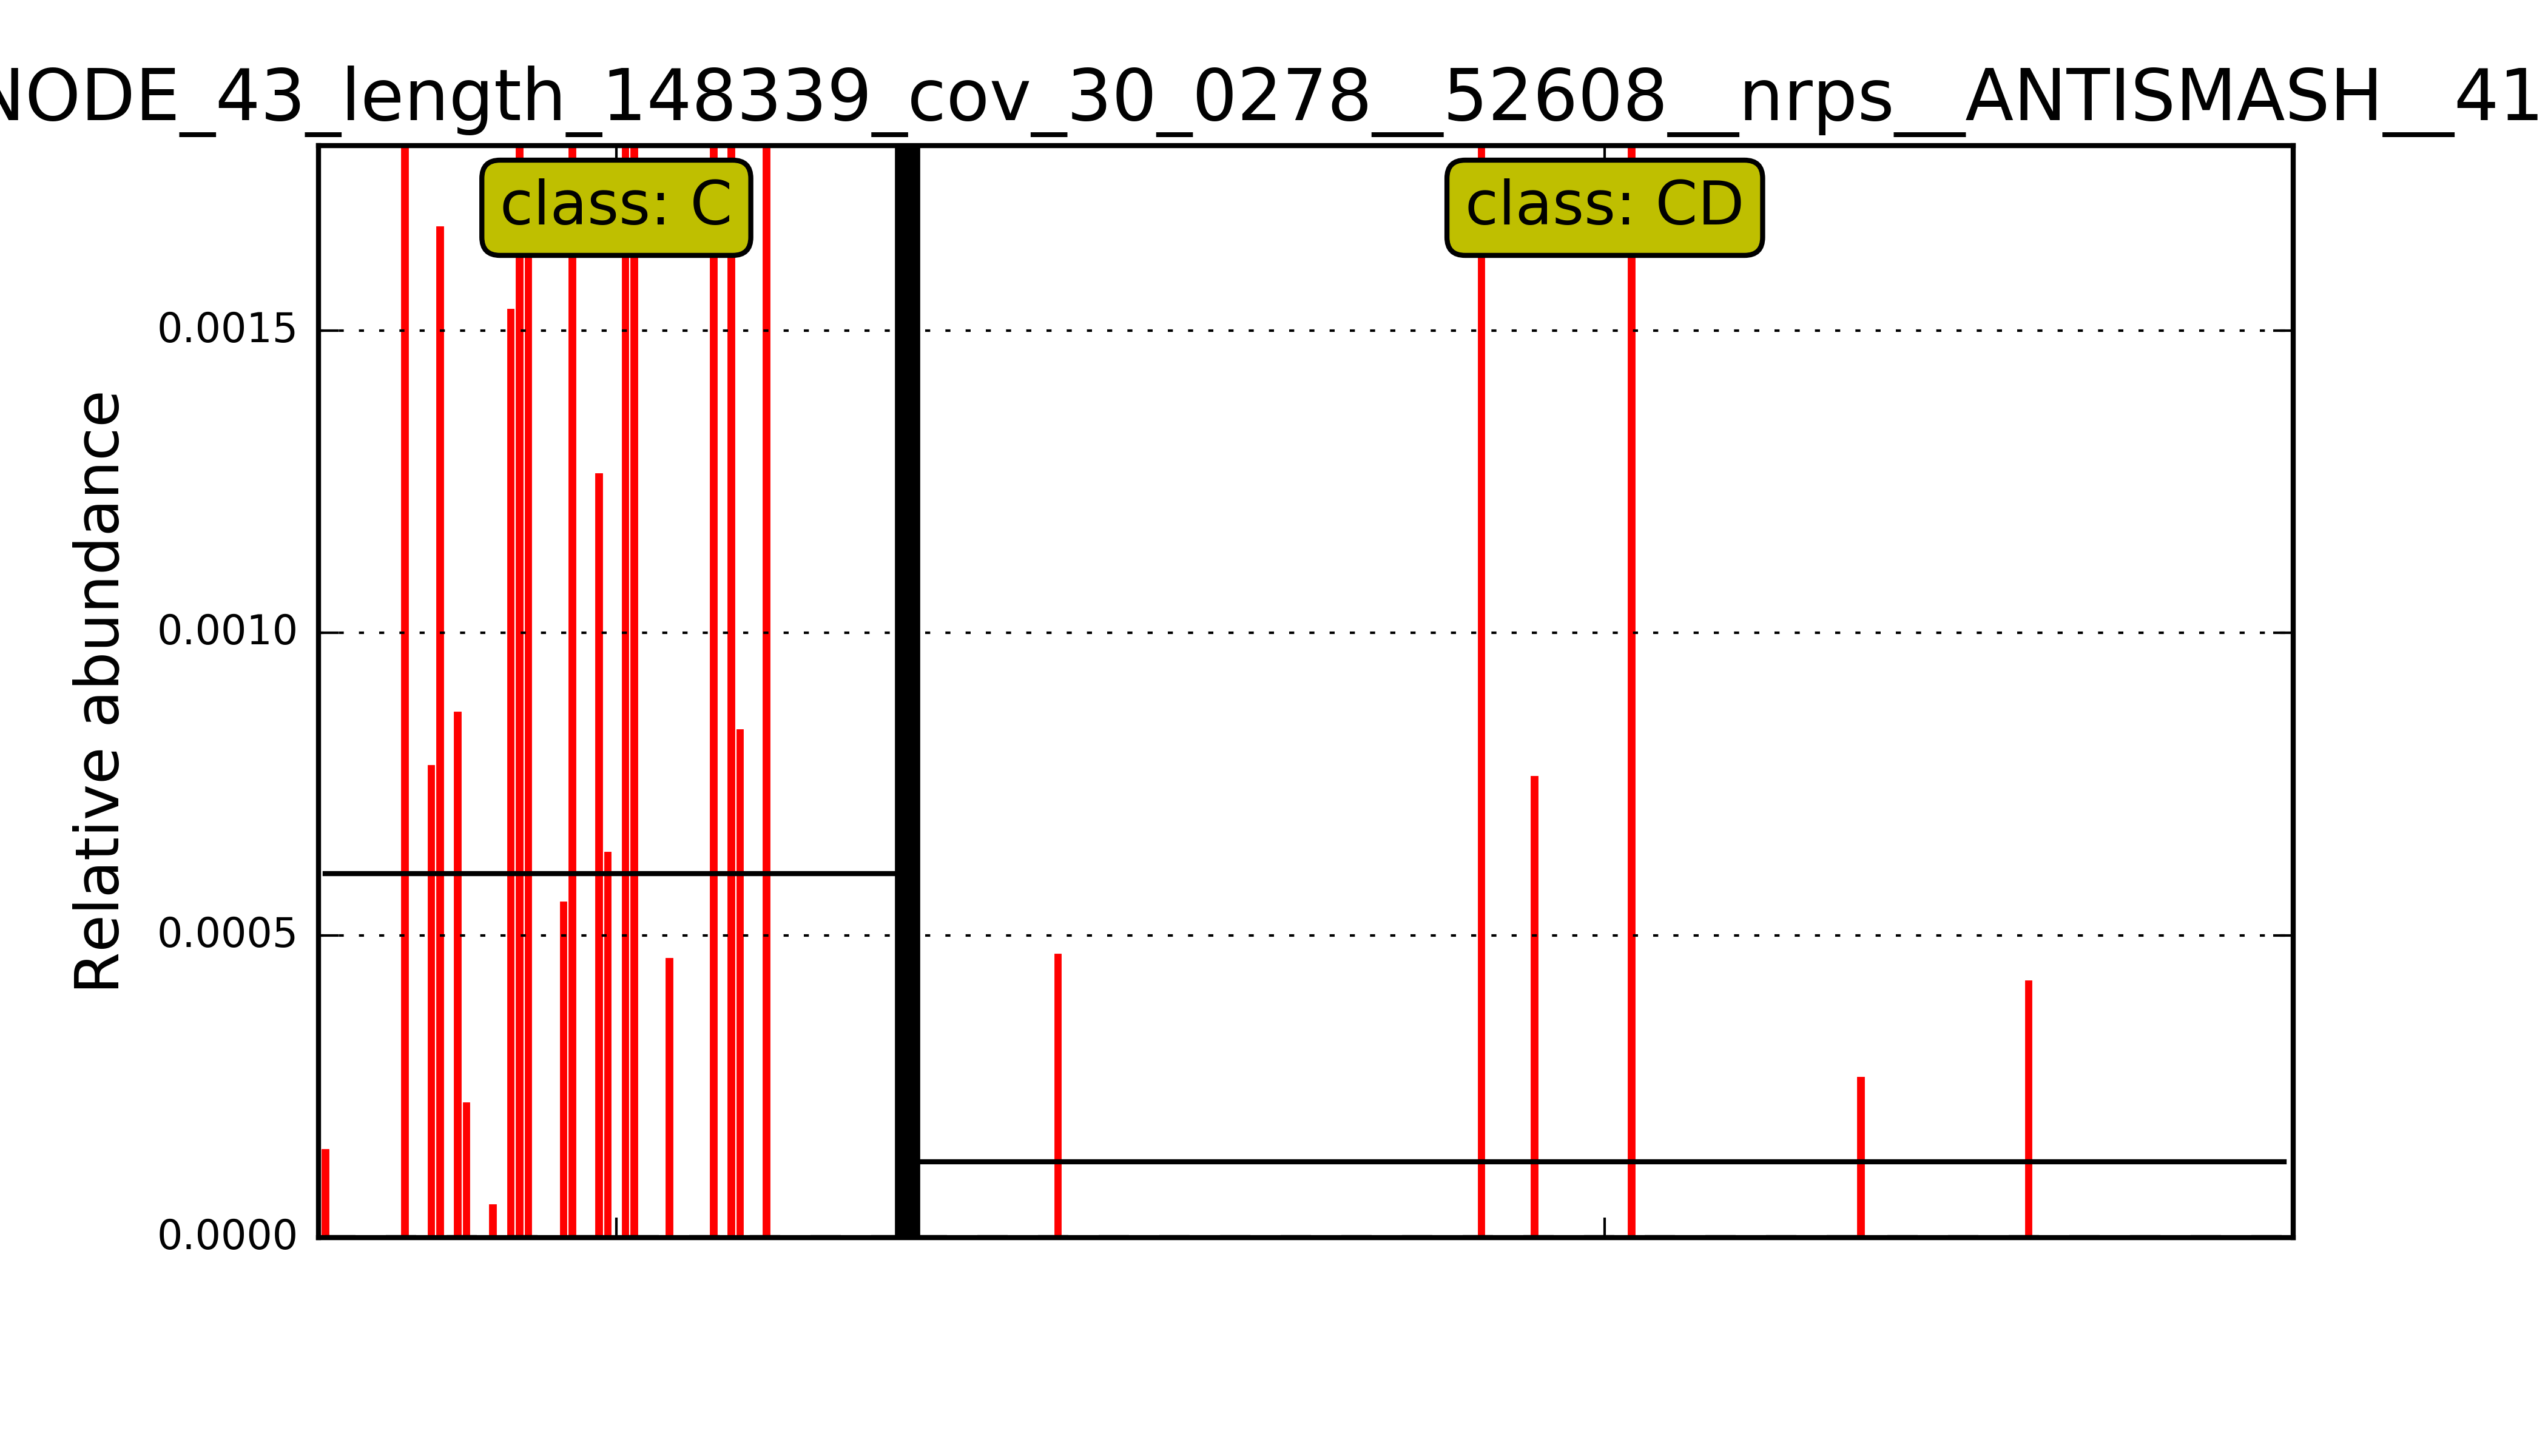 NODE_43_length_148339_cov_30_0278__52608__nrps__ANTISMASH__41
class: C
class: CD
0.0015
0.0010
0.0005
0.0000
Relative abundance